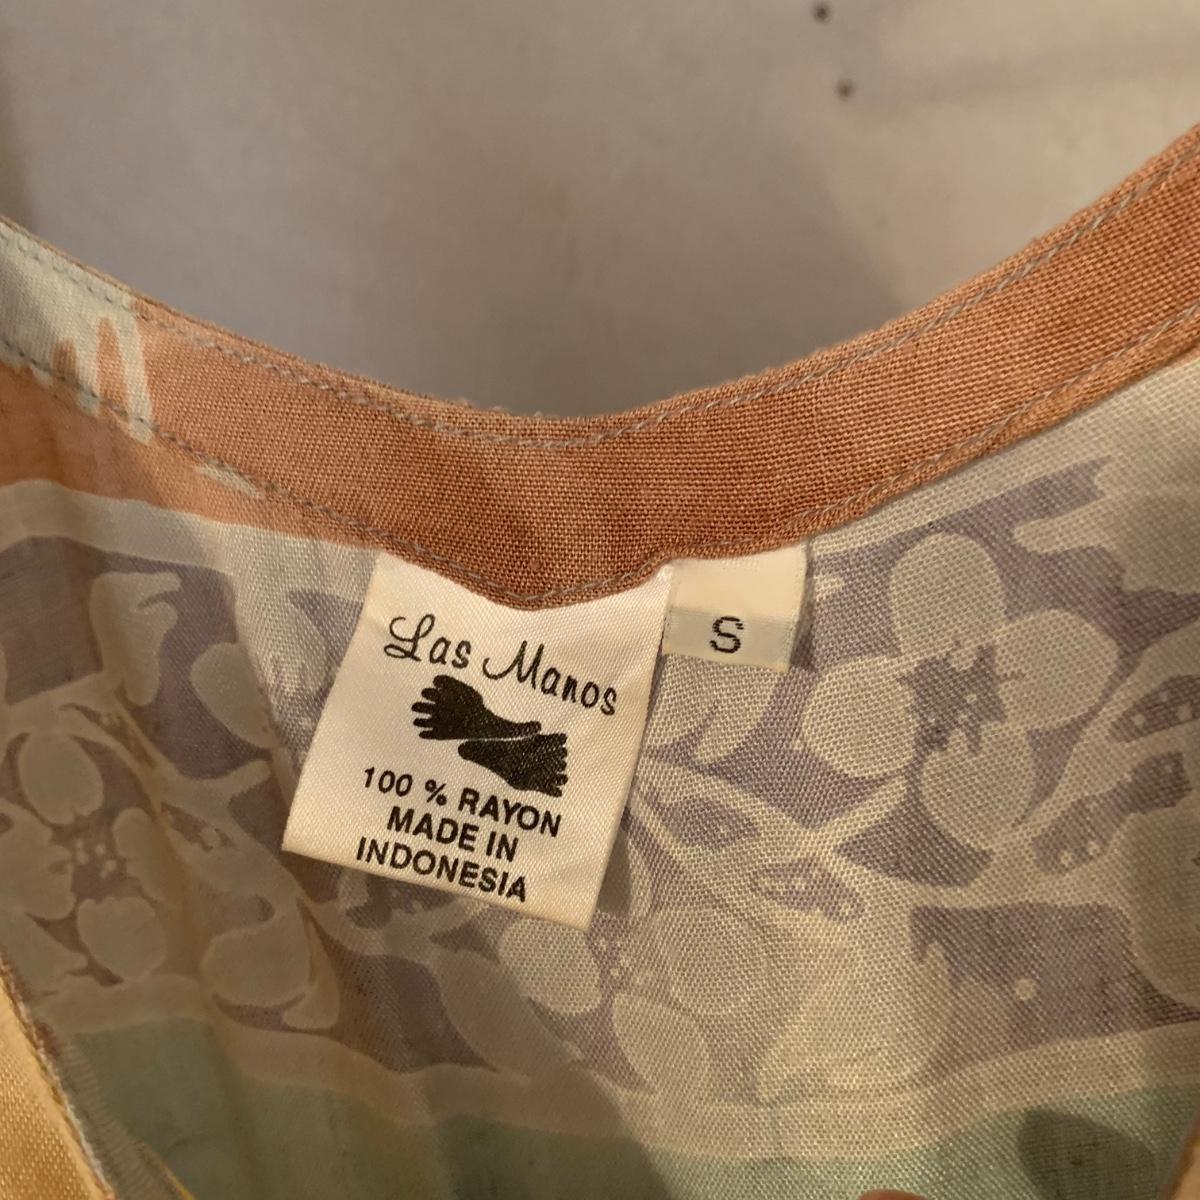 Las Manos
100 % RAYON
MADE IN
INDONESIA
S